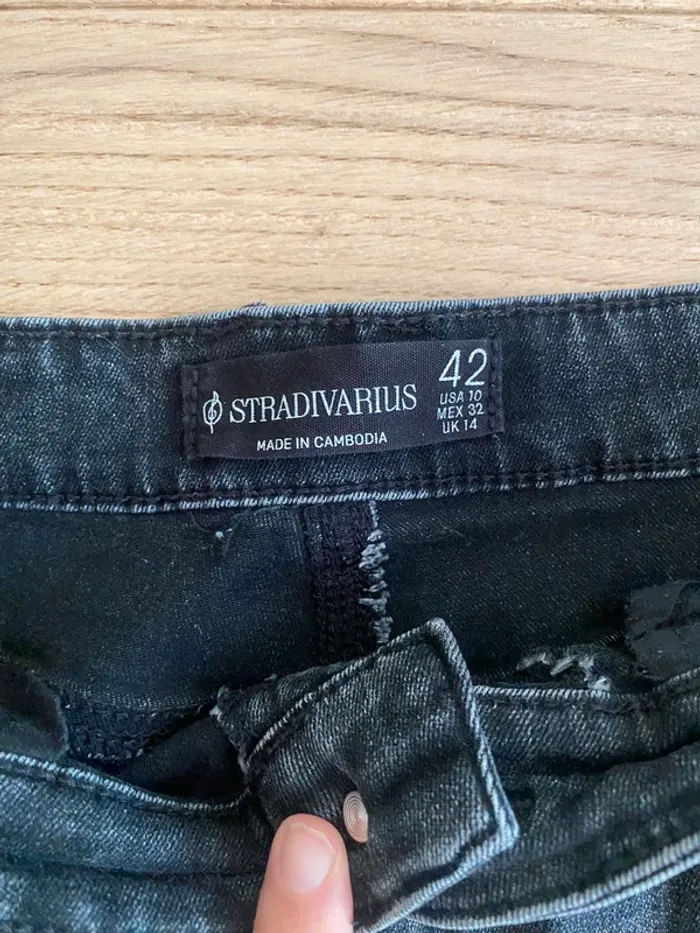 STRADIVARIUS
MADE IN CAMBODIA
42
USA 10
MEX 32
UK 14